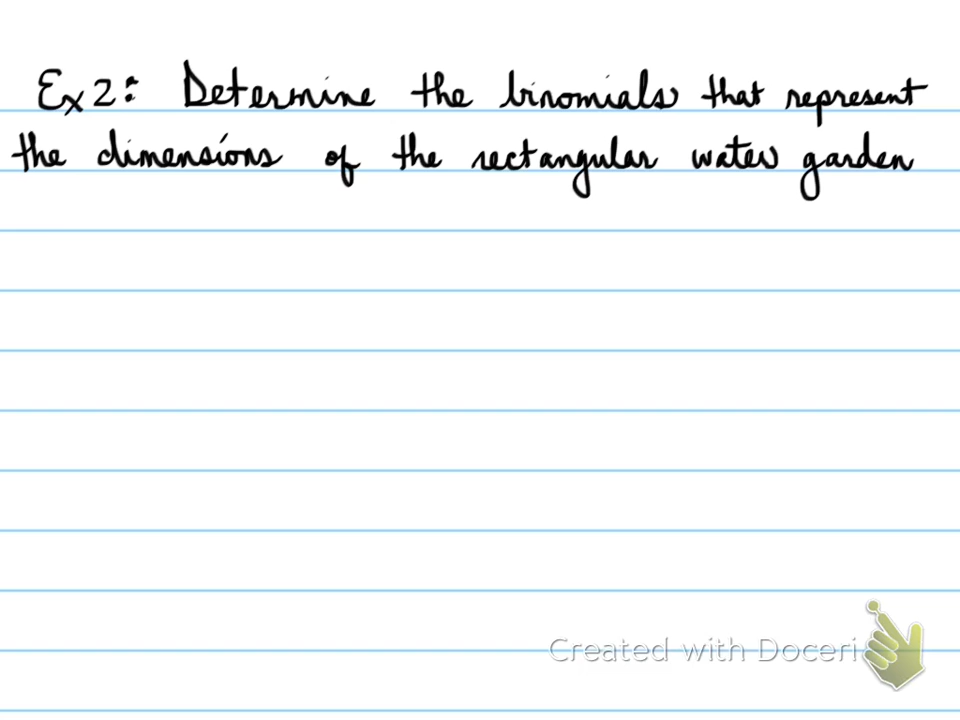 Ex 2: Determine the binomials that represent
the dimensions of the rectangular water garden
Created with Doceri